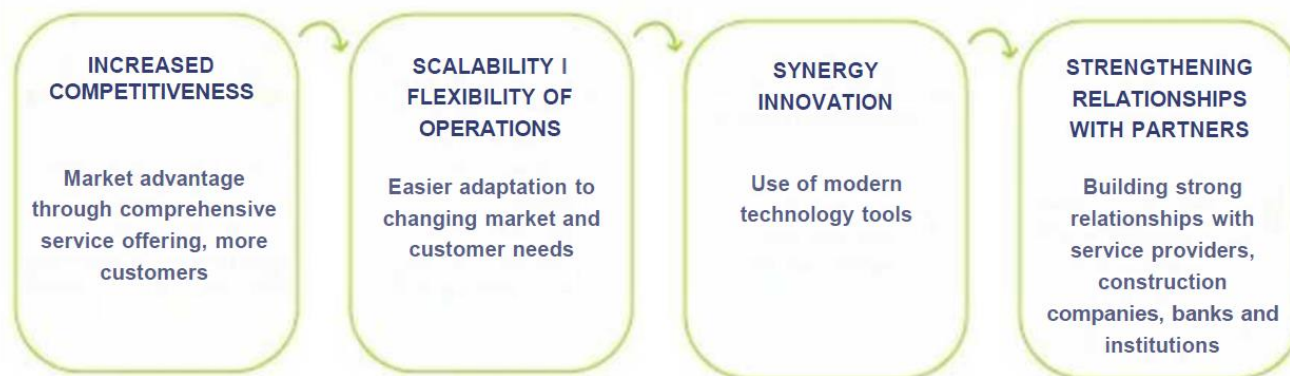 INCREASED
COMPETITIVENESS
Market advantage
through comprehensive
service offering, more
customers
SCALABILITY I
FLEXIBILITY OF
OPERATIONS
Easier adaptation to
changing market and
customer needs
SYNERGY
INNOVATION
Use of modern
technology tools
STRENGTHENING
RELATIONSHIPS
WITH PARTNERS
Building strong
relationships with
service providers,
construction
companies, banks and
institutions